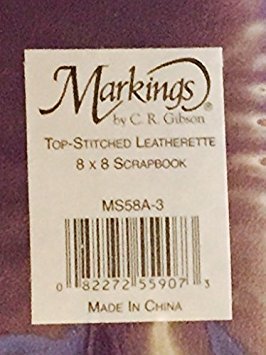 Markings®
by C. R. Gibson
TOP-STITCHED LEATHERETTE
8 X 8 SCRAPBOOK
MS58A-3
0 82272 55907 3
MADE IN CHINA